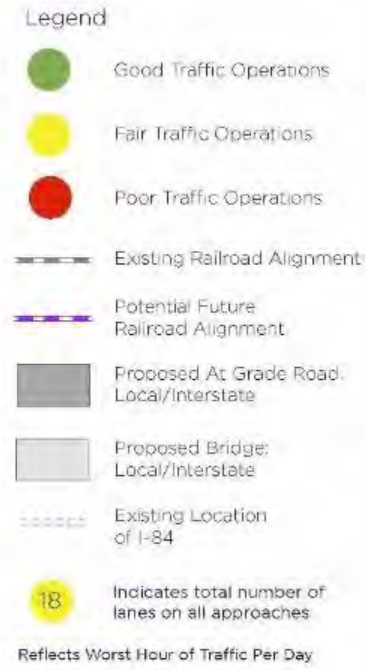 Legend
Good Traffic Operations
Fair Traffic Operations
Poor Traffic Operations
Existing Railroad Alignment
Potential Future
Railroad Alignment
Proposed At Grade Road:
Local/Interstate
Proposed Bridge:
Local/Interstate
Existing Location
of I-84
18
Indicates total number of
lanes on all approaches
Reflects Worst Hour of Traffic Per Day